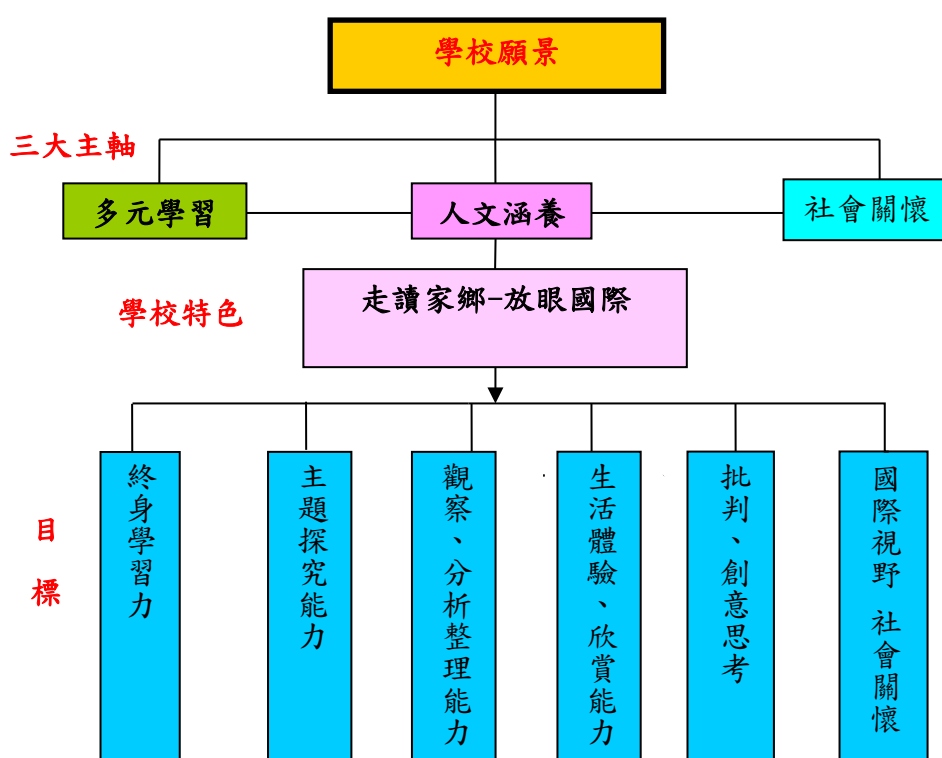 學校願景
三大主軸
多元學習
人文涵養
社會關懷
學校特色
走讀家鄉-放眼國際
目
標
終身學習力
主題探究能力
觀察、分析整理能力
生活體驗、欣賞能力
批判、創意思考
國際視野 社會關懷